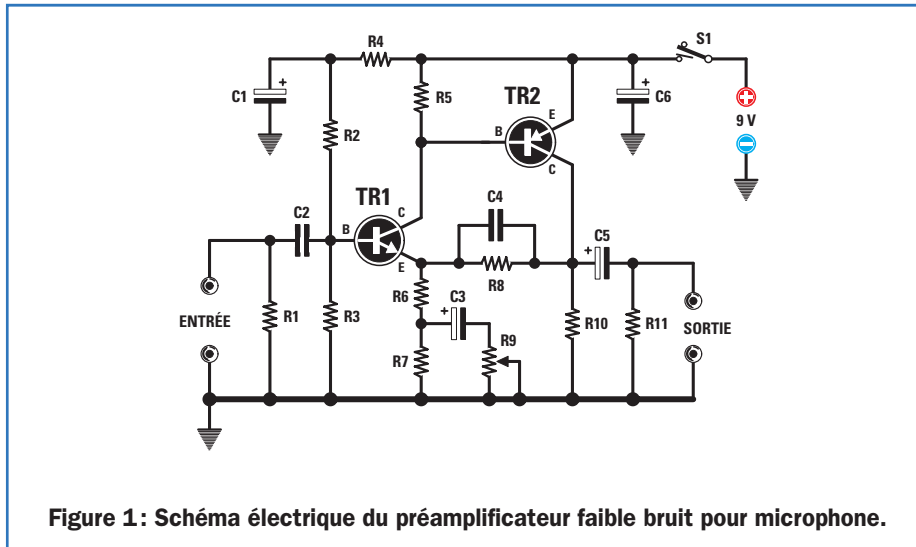 R4
S1
+
C1
R5
TR2
+
C6
E
9 V
R2
B
C
TR1
C4
C2
C
C5
B
+
E
R8
R6
C3
+
ENTRÉE
R1
R3
R9
R10
R11
SORTIE
R7
Figure 1: Schéma électrique du préamplificateur faible bruit pour microphone.